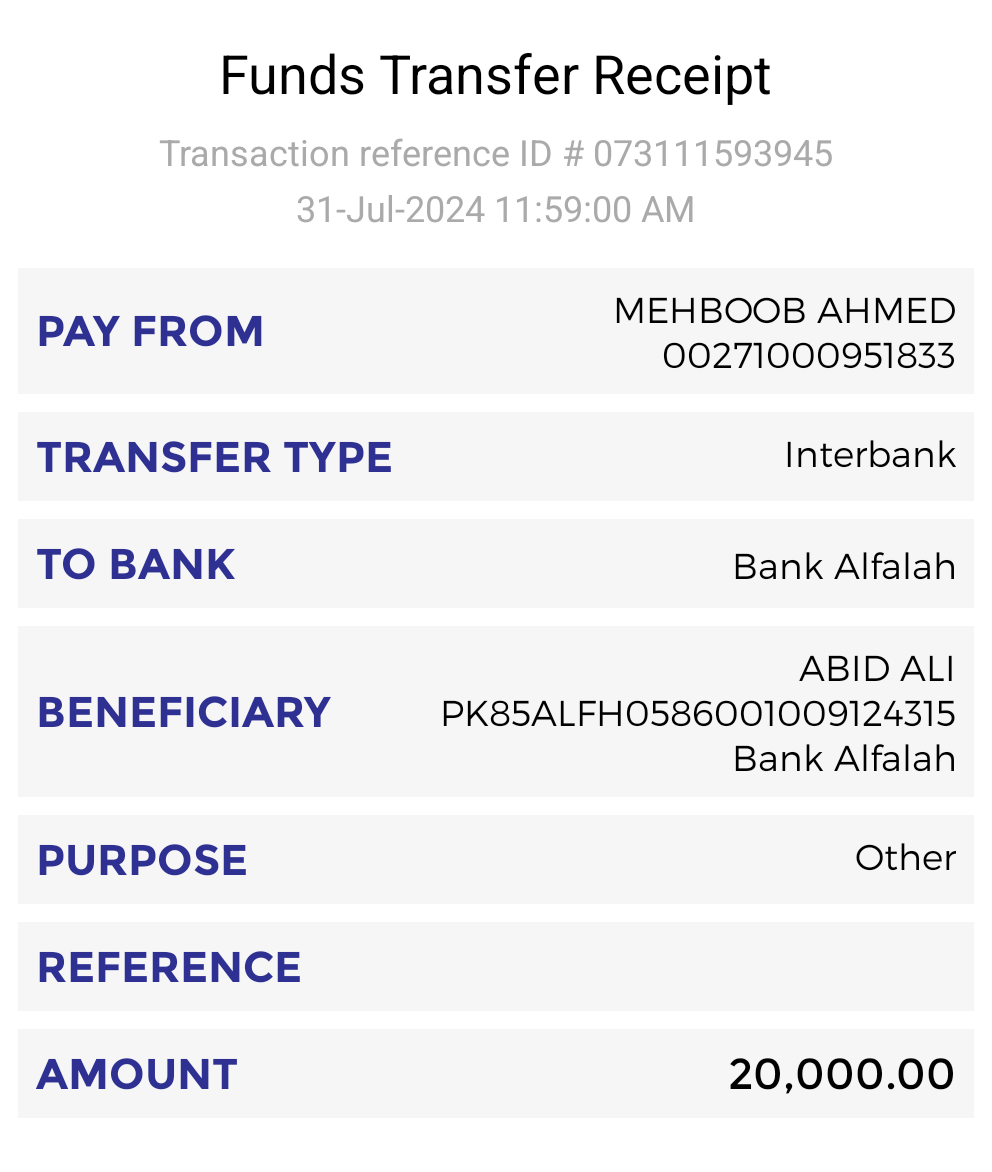 Funds Transfer Receipt
Transaction reference ID # 073111593945
31-Jul-2024 11:59:00 AM
PAY FROM
MEHBOOB AHMED
00271000951833
TRANSFER TYPE
Interbank
TO BANK
Bank Alfalah
BENEFICIARY
ABID ALI
PK85ALFH0586001009124315
Bank Alfalah
PURPOSE
Other
REFERENCE
AMOUNT
20,000.00